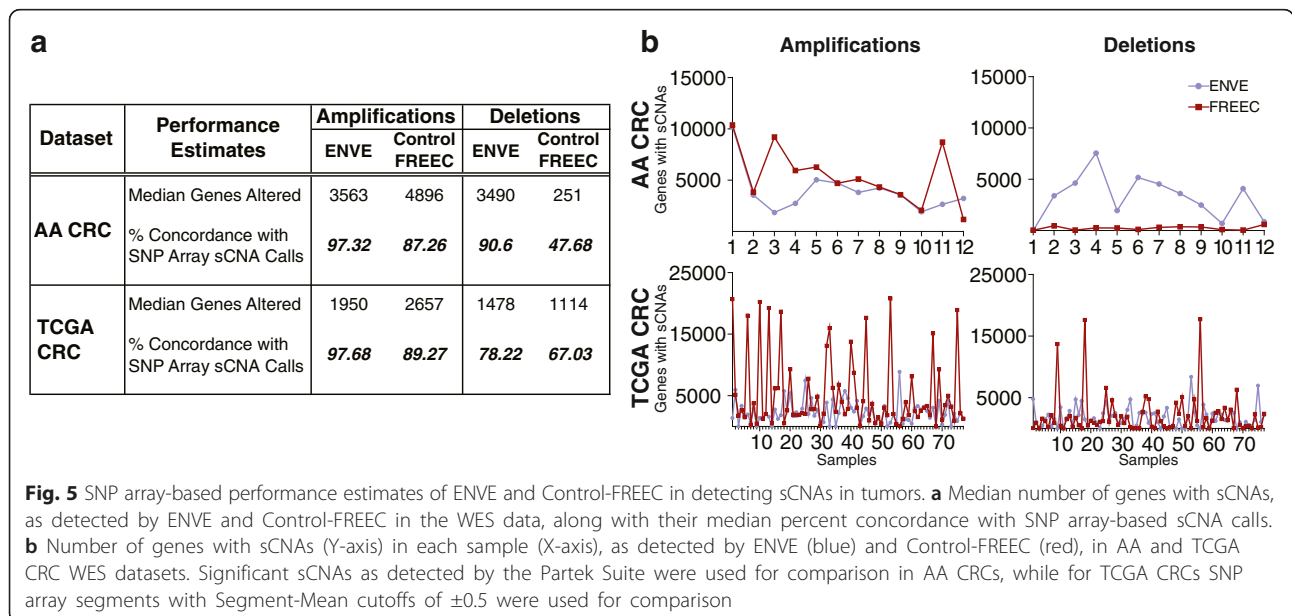 a
Dataset Performance Estimates Amplifications Deletions
ENVE Control FREEC ENVE Control FREEC
AA CRC Median Genes Altered 3563 4896 3490 251
% Concordance with SNP Array sCNA Calls 97.32 87.26 90.6 47.68
TCGA CRC Median Genes Altered 1950 2657 1478 1114
% Concordance with SNP Array sCNA Calls 97.68 89.27 78.22 67.03
b
Amplifications
Deletions
AA CRC
Genes with sCNAs
15000
10000
5000
1 2 3 4 5 6 7 8 9 10 11 12
15000
10000
5000
1 2 3 4 5 6 7 8 9 10 11 12
ENVE
FREEC
TCGA CRC
Genes with sCNAs
25000
15000
5000
10 20 30 40 50 60 70
Samples
25000
15000
5000
10 20 30 40 50 60 70
Samples
Fig. 5 SNP array-based performance estimates of ENVE and Control-FREEC in detecting sCNAs in tumors. a Median number of genes with sCNAs,
as detected by ENVE and Control-FREEC in the WES data, along with their median percent concordance with SNP array-based sCNA calls.
b Number of genes with sCNAs (Y-axis) in each sample (X-axis), as detected by ENVE (blue) and Control-FREEC (red), in AA and TCGA
CRC WES datasets. Significant sCNAs as detected by the Partek Suite were used for comparison in AA CRCs, while for TCGA CRCs SNP
array segments with Segment-Mean cutoffs of ±0.5 were used for comparison